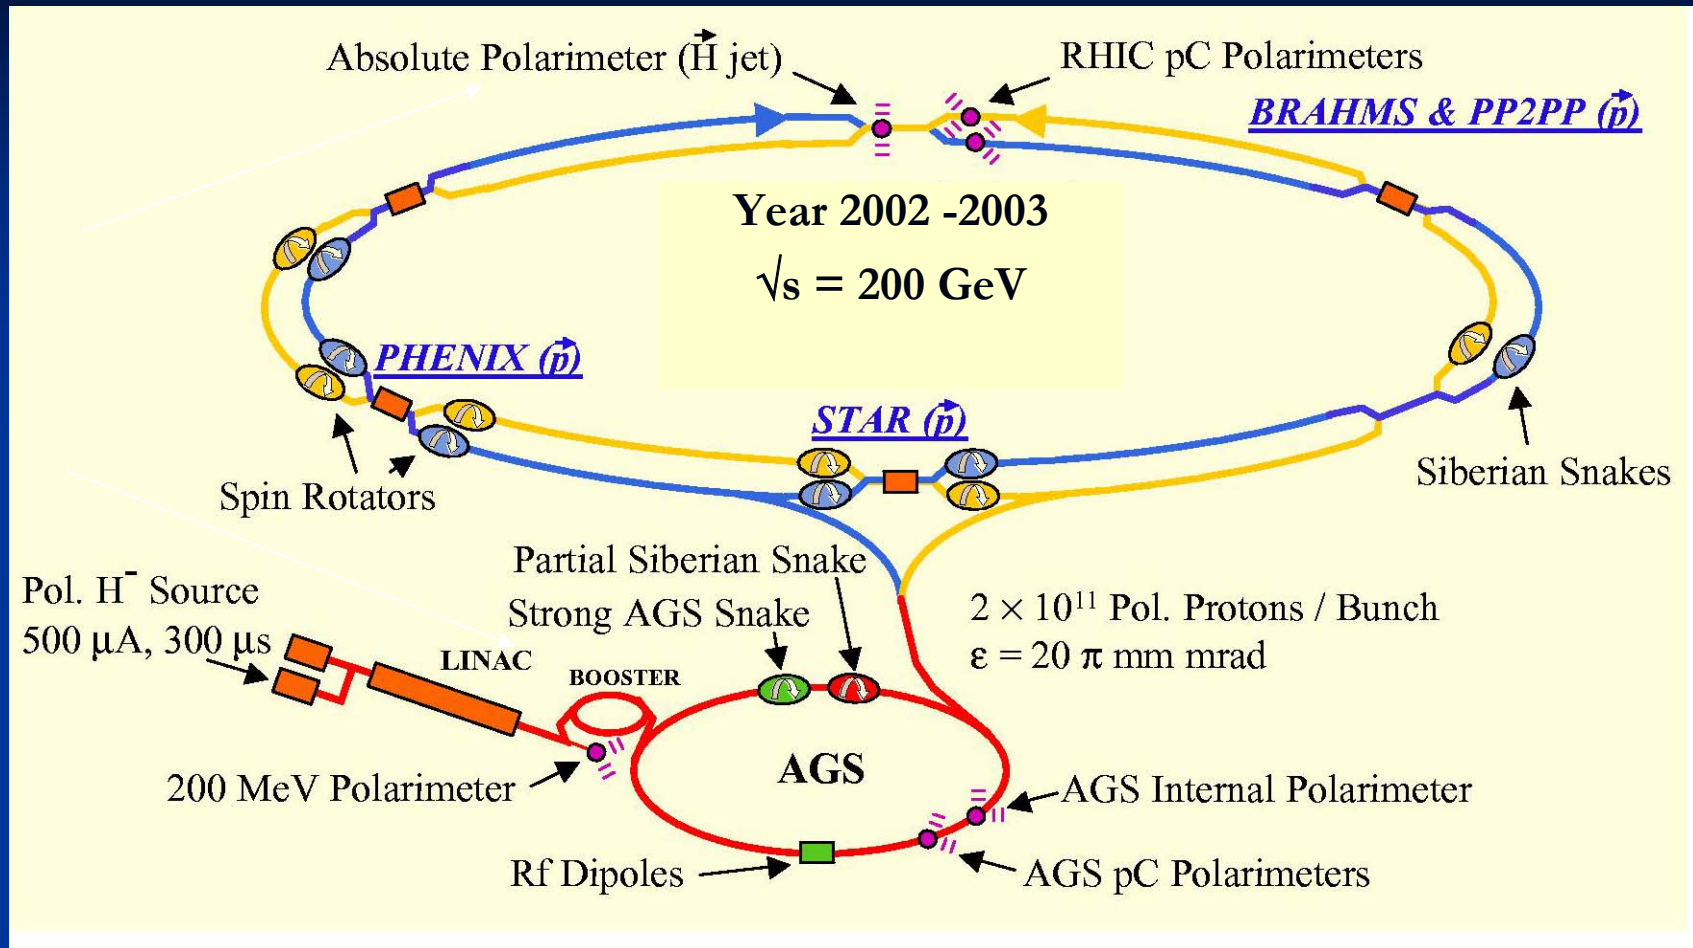 Absolute Polarimeter (H⃗ jet)
RHIC pC Polarimeters
BRAHMS & PP2PP (p⃗)
Year 2002 -2003
√s = 200 GeV
PHENIX (p⃗)
STAR (p⃗)
Spin Rotators
Siberian Snakes
Partial Siberian Snake
Strong AGS Snake
Pol. H⁻ Source
500 μA, 300 μs
2 × 10¹¹ Pol. Protons / Bunch
ε = 20 π mm mrad
LINAC
BOOSTER
AGS
200 MeV Polarimeter
AGS Internal Polarimeter
Rf Dipoles
AGS pC Polarimeters